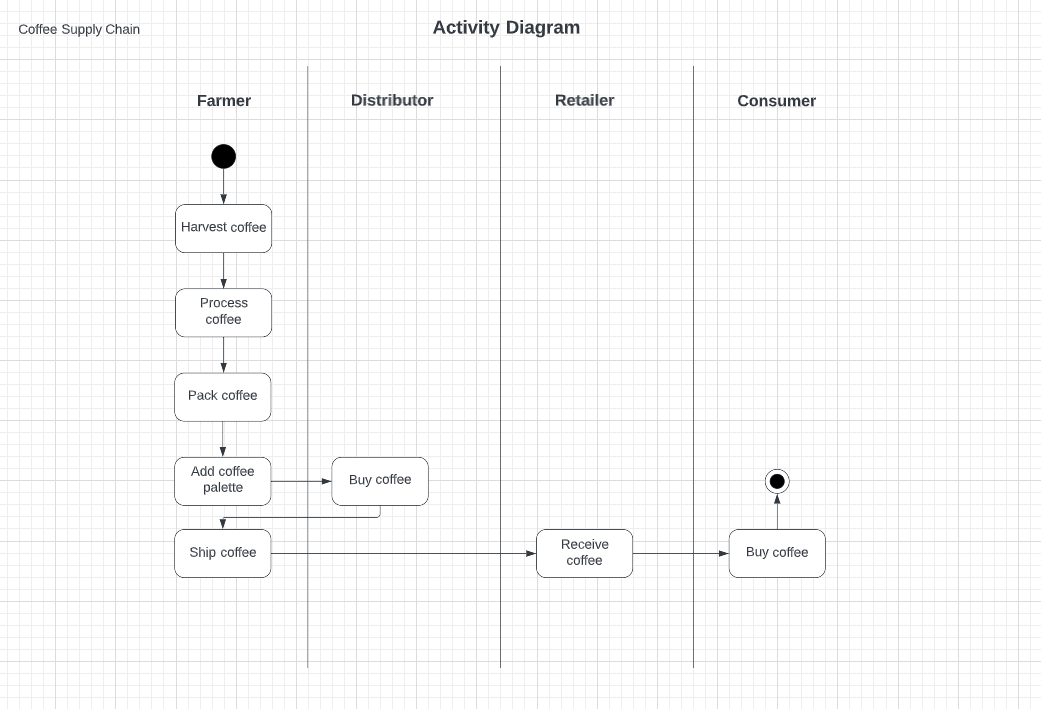 Coffee Supply Chain
Activity Diagram
Farmer
Distributor
Retailer
Consumer
Harvest coffee
Process
coffee
Pack coffee
Add coffee
palette
Buy coffee
Ship coffee
Receive
coffee
Buy coffee